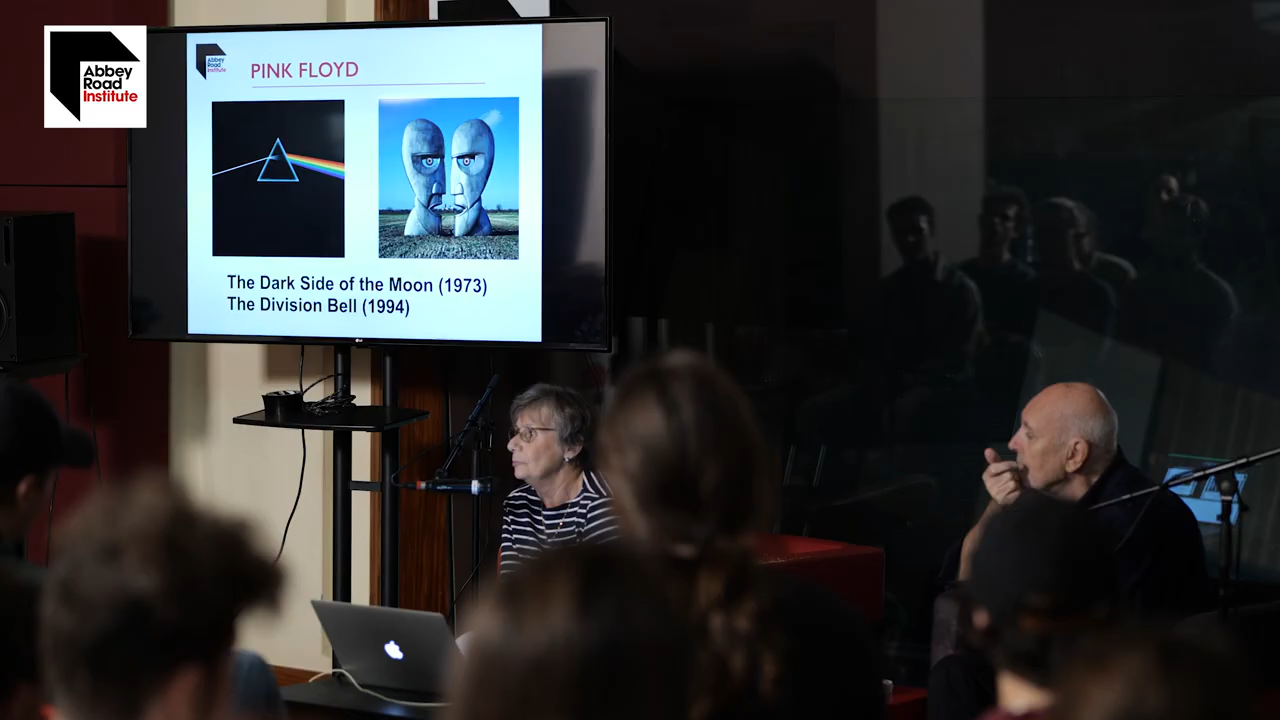 Abbey
Road
Institute
Abbey
Road
Institute
PINK FLOYD
The Dark Side of the Moon (1973)
The Division Bell (1994)